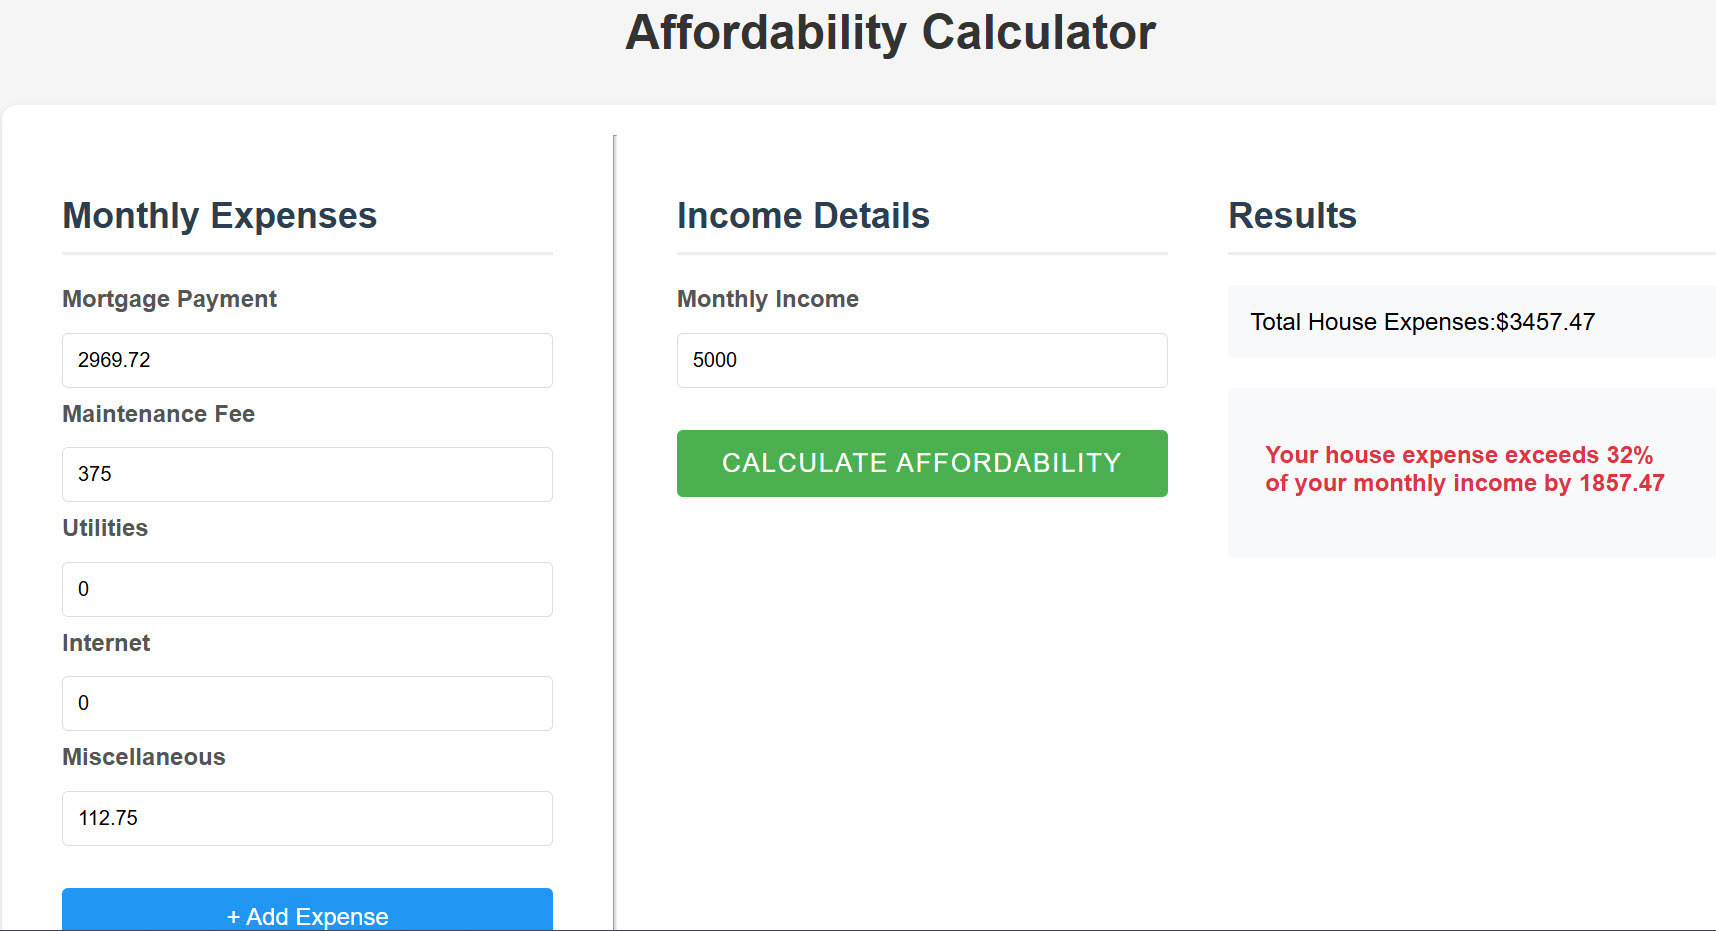 Affordability Calculator
Monthly Expenses
Mortgage Payment
2969.72
Maintenance Fee
375
Utilities
0
Internet
0
Miscellaneous
112.75
+ Add Expense
Income Details
Monthly Income
5000
CALCULATE AFFORDABILITY
Results
Total House Expenses:$3457.47
Your house expense exceeds 32%
of your monthly income by 1857.47